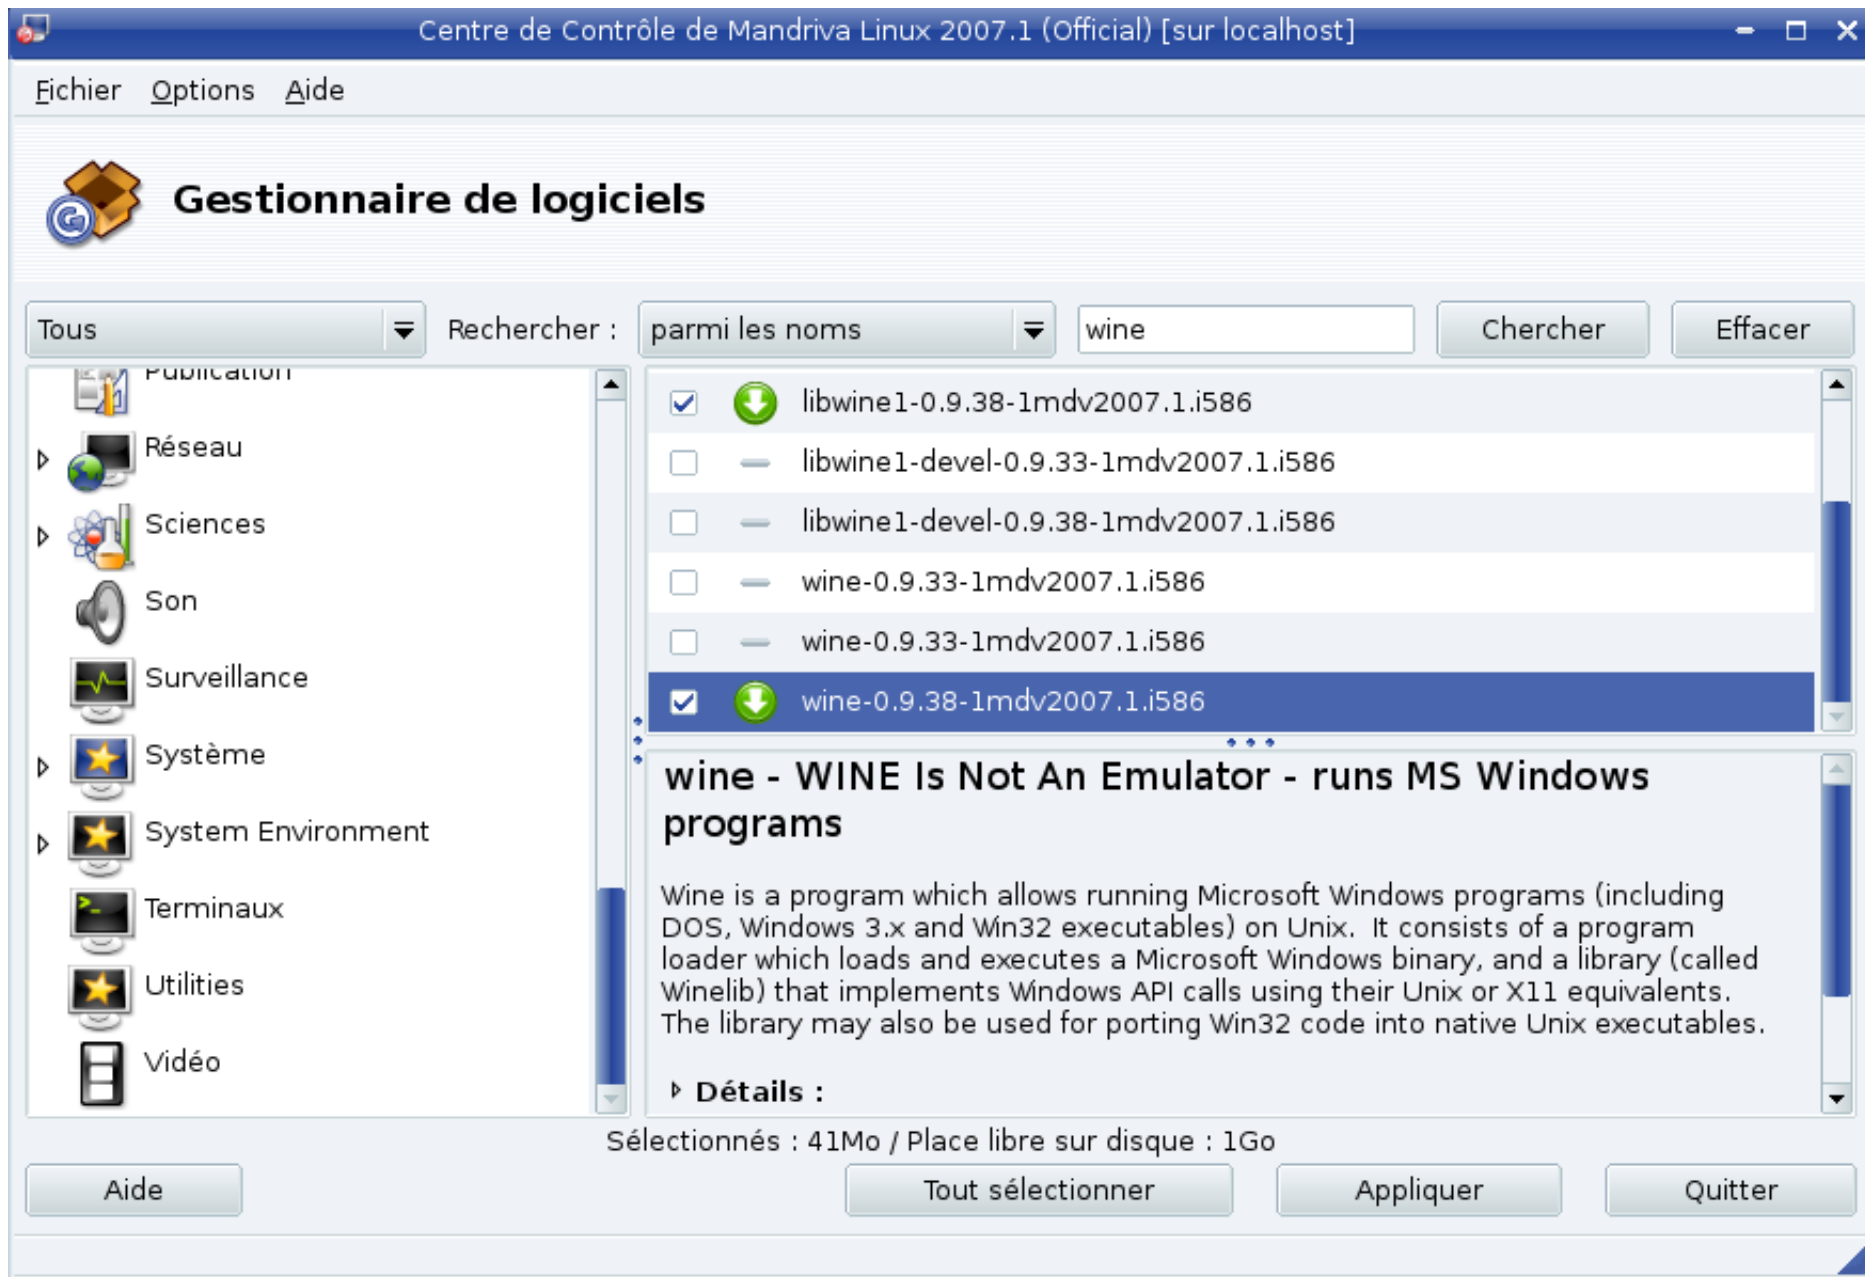 Centre de Contrôle de Mandriva Linux 2007.1 (Official) [sur localhost]
Fichier Options Aide
Gestionnaire de logiciels
Tous Rechercher : parmi les noms wine Chercher Effacer
Publication
Réseau
Sciences
Son
Surveillance
Système
System Environment
Terminaux
Utilities
Vidéo
libwine1-0.9.38-1mdv2007.1.i586
libwine1-devel-0.9.33-1mdv2007.1.i586
libwine1-devel-0.9.38-1mdv2007.1.i586
wine-0.9.33-1mdv2007.1.i586
wine-0.9.33-1mdv2007.1.i586
wine-0.9.38-1mdv2007.1.i586
wine - WINE Is Not An Emulator - runs MS Windows
programs
Wine is a program which allows running Microsoft Windows programs (including
DOS, Windows 3.x and Win32 executables) on Unix.  It consists of a program
loader which loads and executes a Microsoft Windows binary, and a library (called
Winelib) that implements Windows API calls using their Unix or X11 equivalents.
The library may also be used for porting Win32 code into native Unix executables.
Détails :
Sélectionnés : 41Mo / Place libre sur disque : 1Go
Aide Tout sélectionner Appliquer Quitter